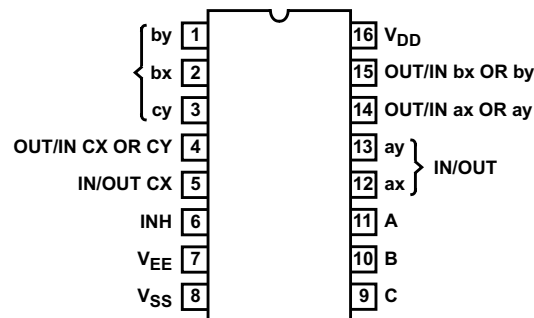 by 1
bx 2
cy 3
OUT/IN CX OR CY 4
IN/OUT CX 5
INH 6
VEE 7
VSS 8
16 VDD
15 OUT/IN bx OR by
14 OUT/IN ax OR ay
13 ay
IN/OUT
12 ax
11 A
10 B
9 C